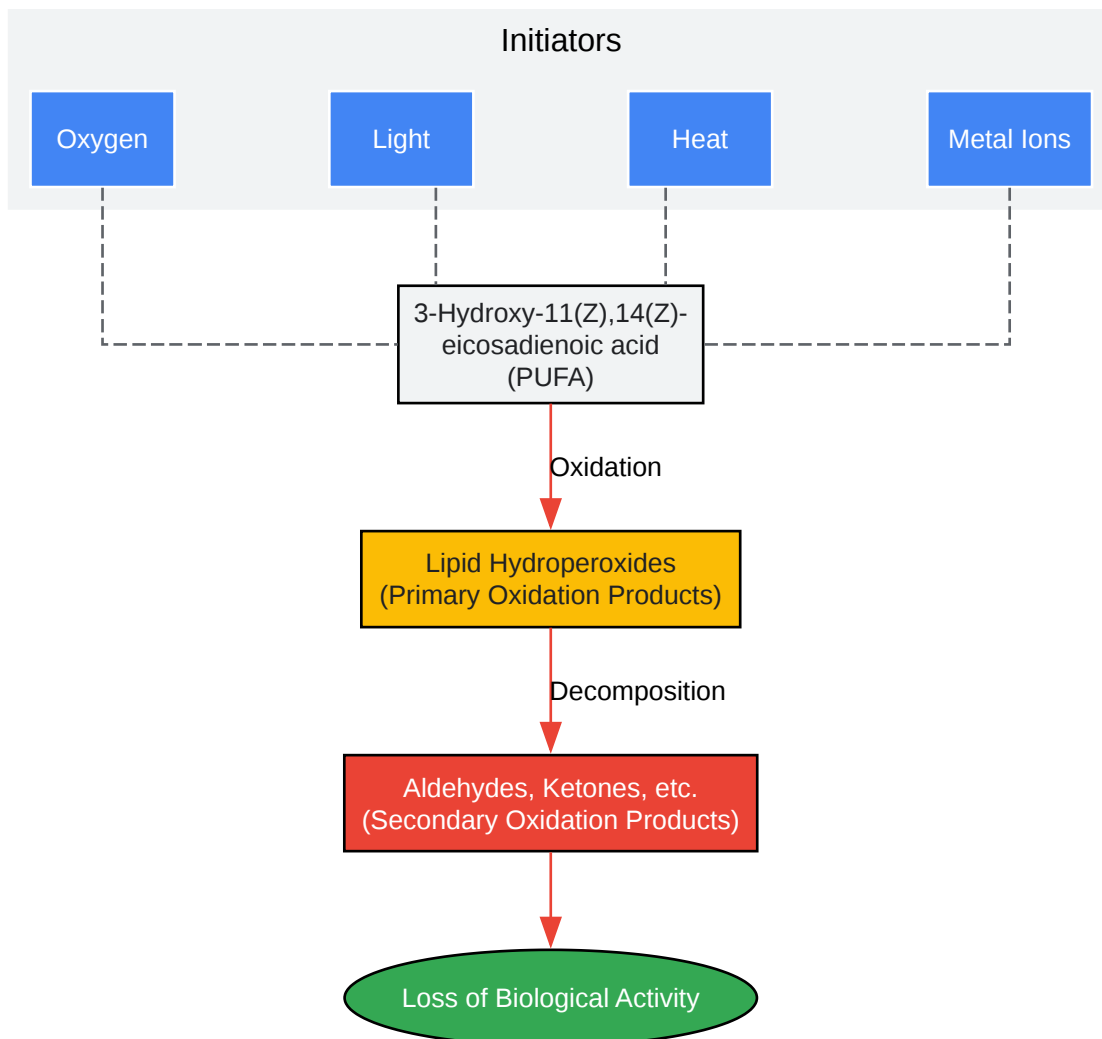 Initiators
Oxygen
Light
Heat
Metal Ions
3-Hydroxy-11(Z),14(Z)-
eicosadienoic acid
(PUFA)
Oxidation
Lipid Hydroperoxides
(Primary Oxidation Products)
Decomposition
Aldehydes, Ketones, etc.
(Secondary Oxidation Products)
Loss of Biological Activity